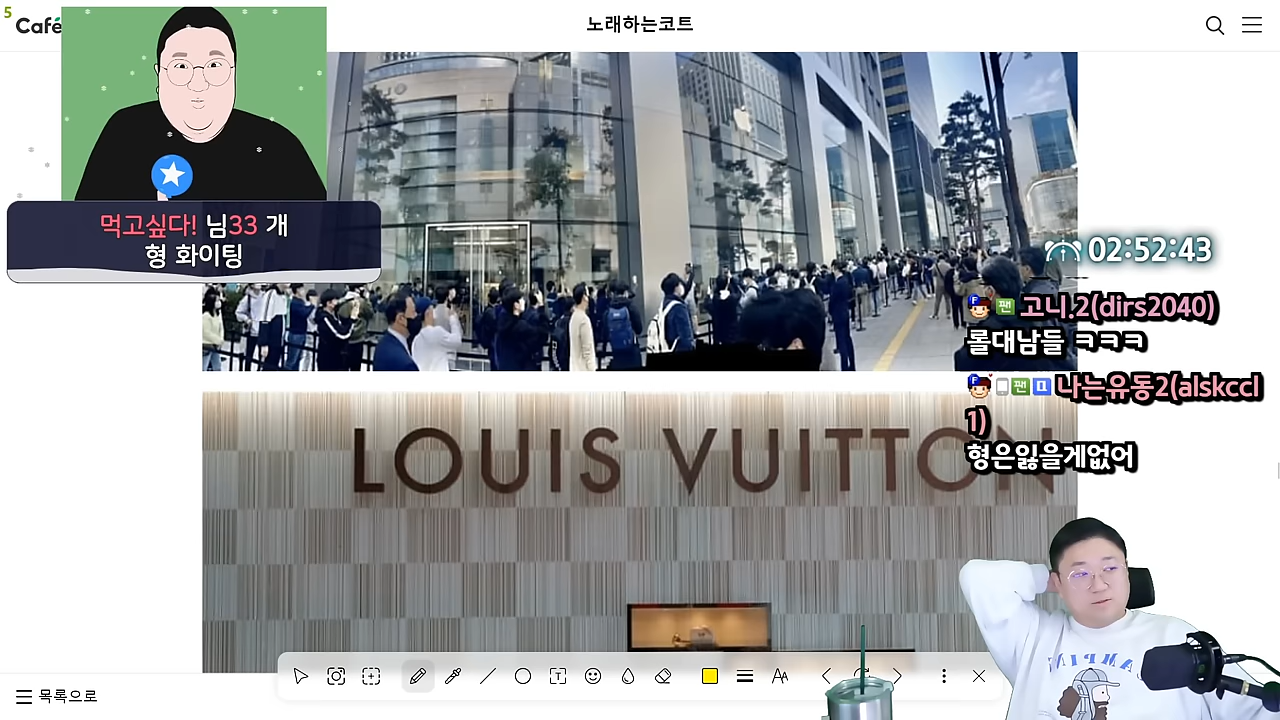 5
Café
노래하는코트
먹고싶다! 님33 개
형 화이팅
02:52:43
고니.2(dirs2040)
롤대남들 ㅋㅋㅋ
나는유동2(alskccl
1)
형은잃을게없어
LOUIS VUITTON
목록으로